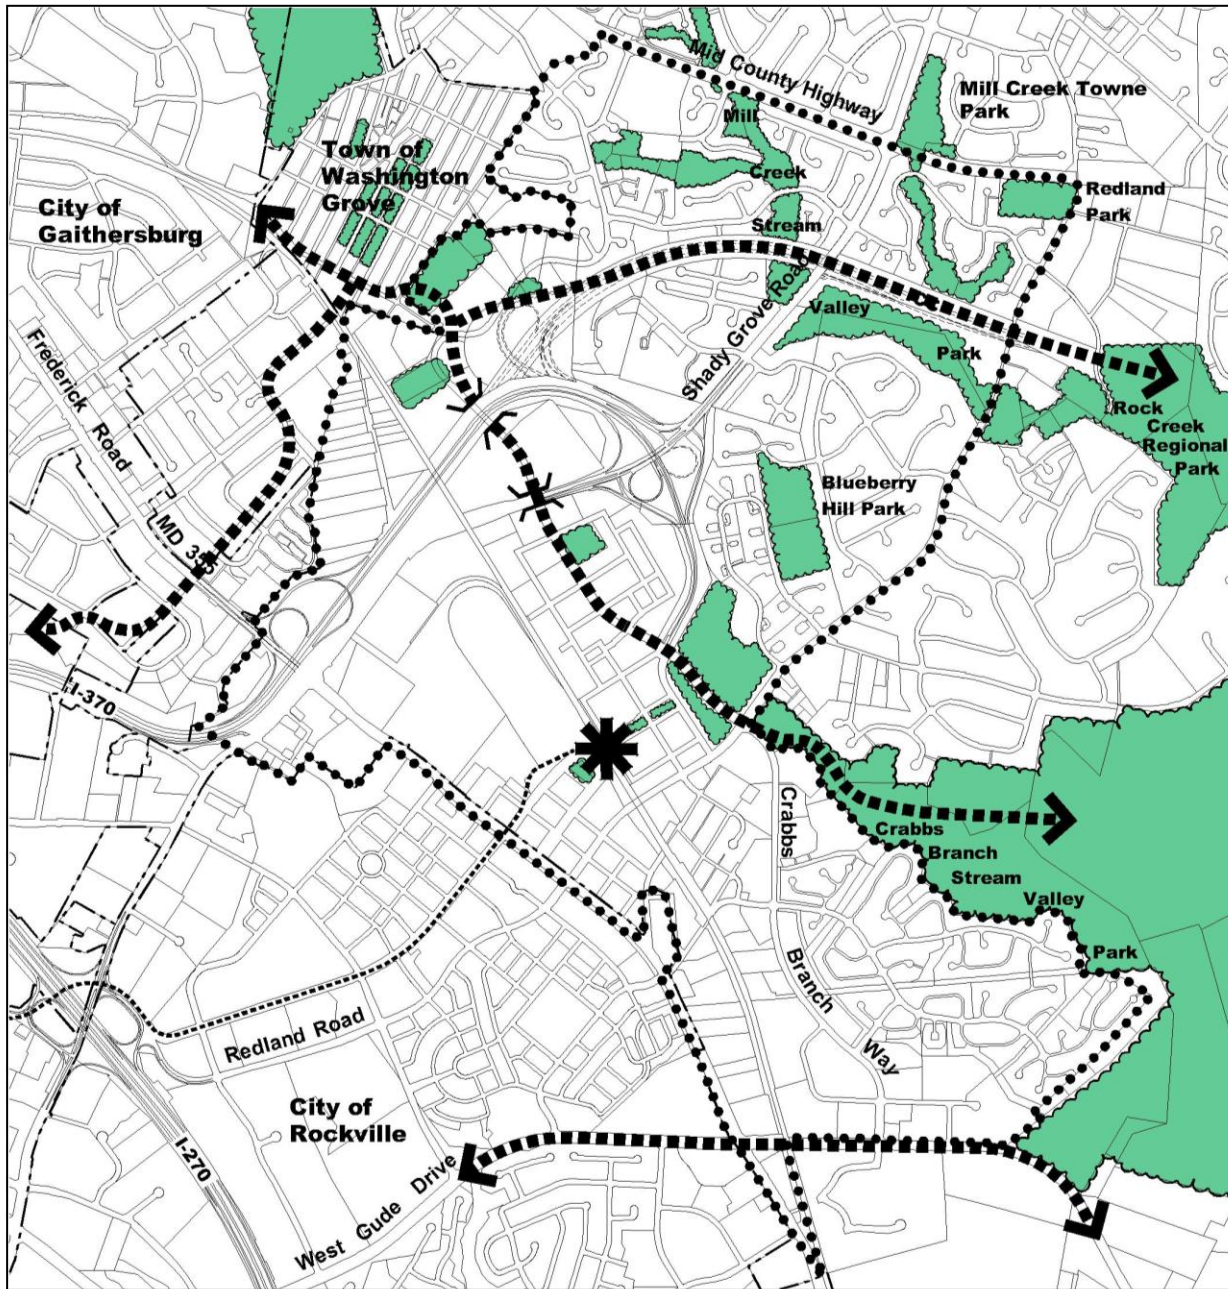 Mid County Highway
Mill Creek Towne
Park
Mill
Town of
Washington
Grove
Creek
Redland
Park
City of
Gaithersburg
Stream
Shady Grove Road
Valley
Park
Frederick
Road
Rock
Creek
Regional
Park
Blueberry
Hill Park
MD 355
I-370
Crabbs
Branch
Way
Crabbs
Branch
Stream
Valley
Park
Redland Road
City of
Rockville
I-270
West Gude Drive